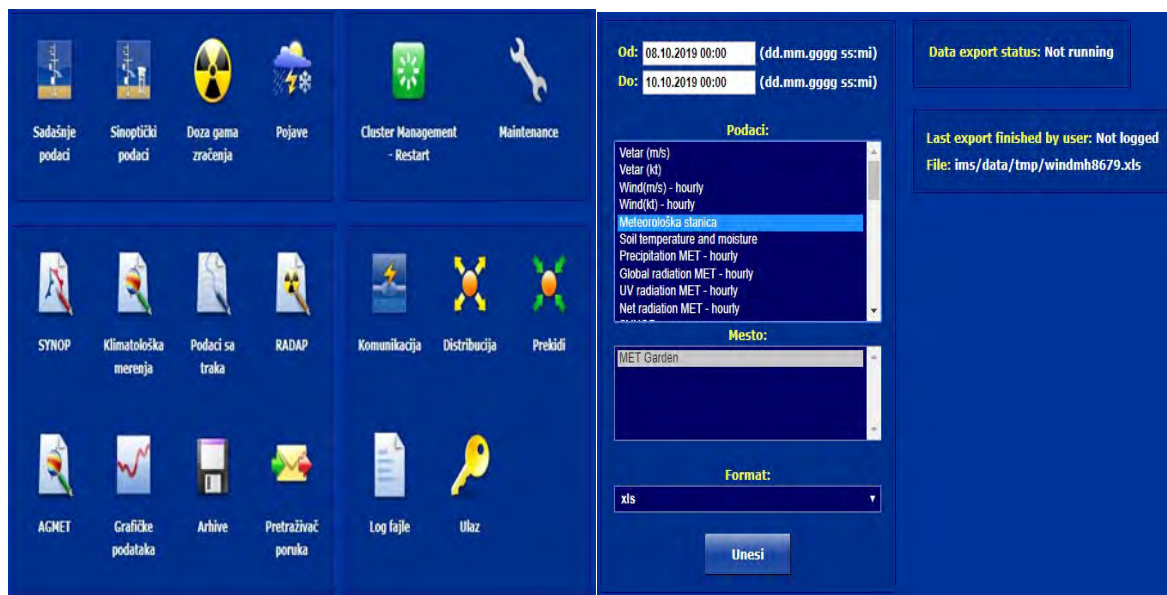 Sadašnje podaci
Sinoptički podaci
Doza gama zračenja
Pojave
Cluster Management - Restart
Maintenance
SYNOP
Klimatološka merenja
Podaci sa traka
RADAP
Komunikacija
Distribucija
Prekidi
AGMET
Grafičke podataka
Arhive
Pretraživač poruka
Log fajle
Ulaz
Od: 08.10.2019 00:00 (dd.mm.gggg ss:mi)
Do: 10.10.2019 00:00 (dd.mm.gggg ss:mi)
Podaci:
Vetar (m/s)
Vetar (kt)
Wind(m/s) - hourly
Wind(kt) - hourly
Meteorološka stanica
Soil temperature and moisture
Precipitation MET - hourly
Global radiation MET - hourly
UV radiation MET - hourly
Net radiation MET - hourly
Mesto:
MET Garden
Format:
xls
Unesi
Data export status: Not running
Last export finished by user: Not logged
File: ims/data/tmp/windmh8679.xls